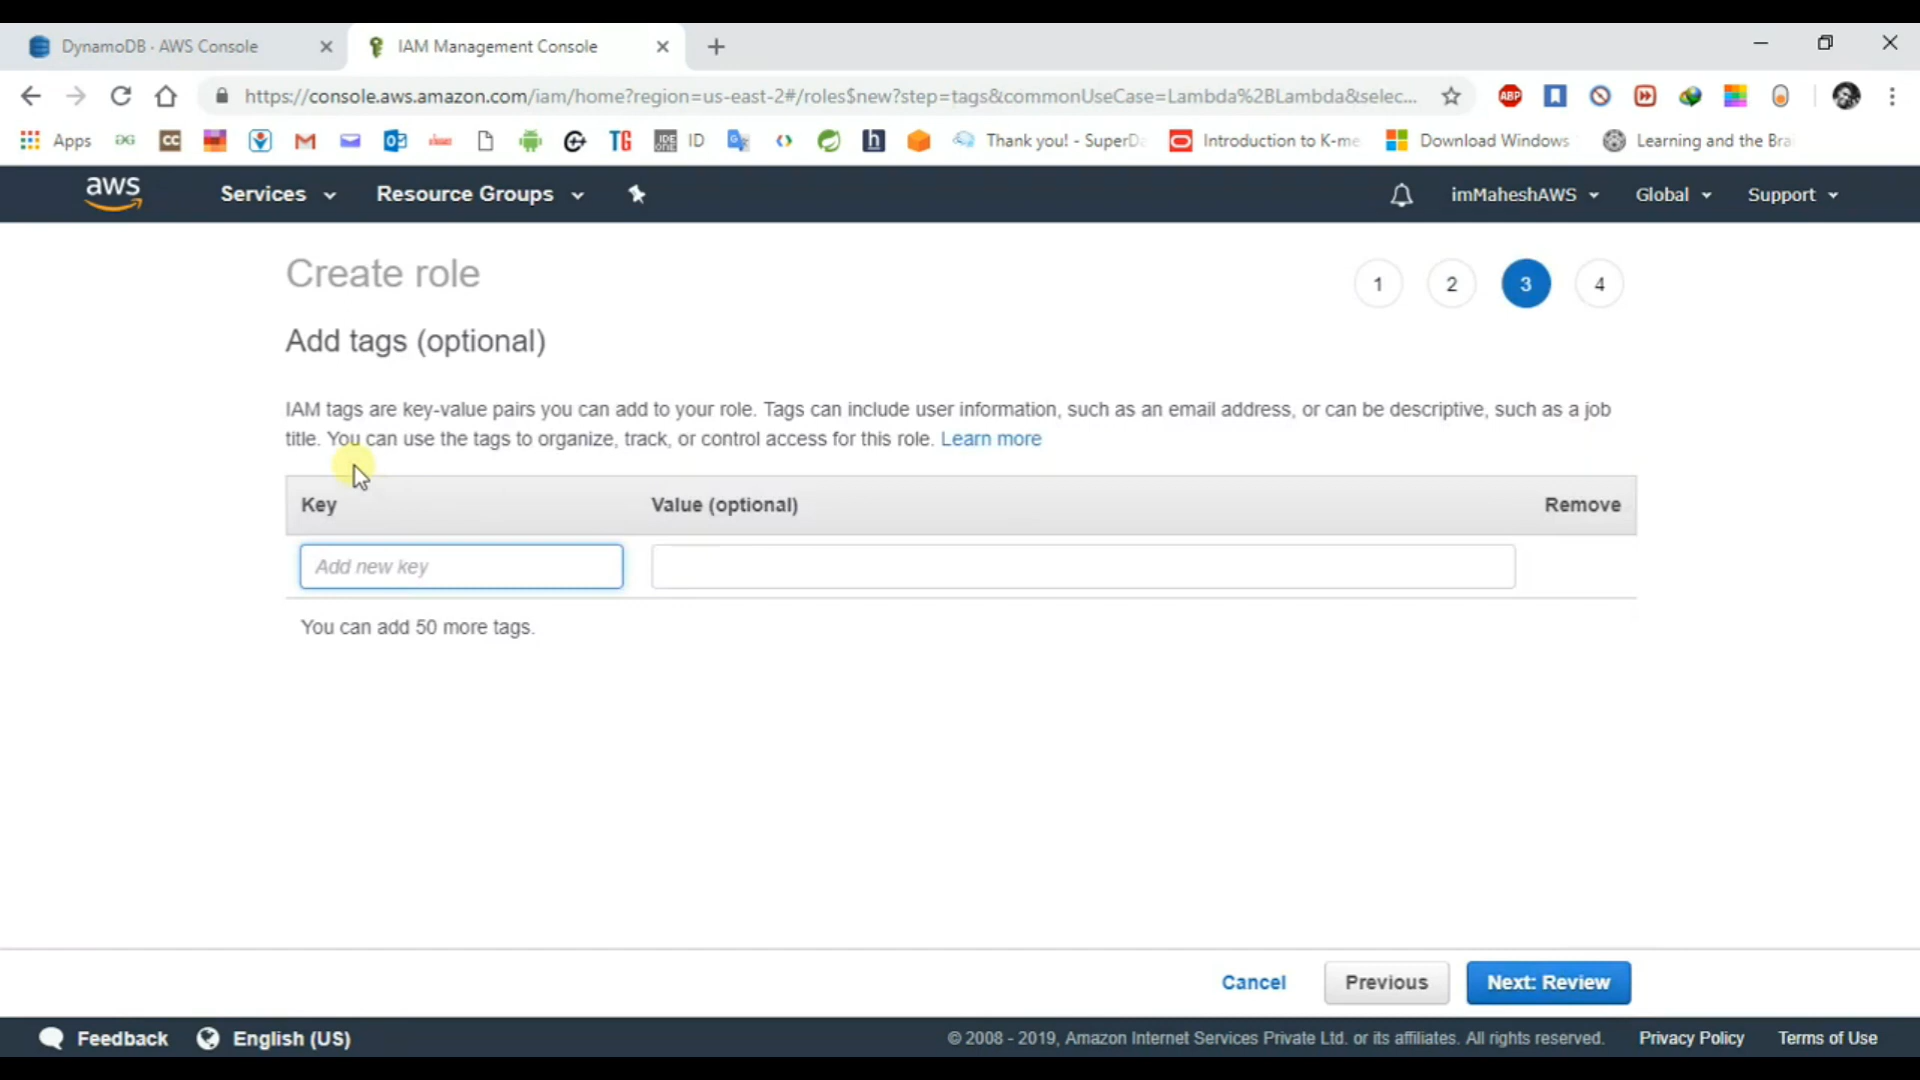 DynamoDB · AWS Console
IAM Management Console
https://console.aws.amazon.com/iam/home?region=us-east-2#/roles$new?step=tags&commonUseCase=Lambda%2BLambda&selec...
ABP
Apps
CC
TG
IDE ONE
ID
h
Thank you! - SuperDa
Introduction to K-me
Download Windows
Learning and the Bra
aws
Services
Resource Groups
imMaheshAWS
Global
Support
Create role
1
2
3
4
Add tags (optional)
IAM tags are key-value pairs you can add to your role. Tags can include user information, such as an email address, or can be descriptive, such as a job
title. You can use the tags to organize, track, or control access for this role. Learn more
Key
Value (optional)
Remove
Add new key
You can add 50 more tags.
Cancel
Previous
Next: Review
Feedback
English (US)
© 2008 - 2019, Amazon Internet Services Private Ltd. or its affiliates. All rights reserved.
Privacy Policy
Terms of Use